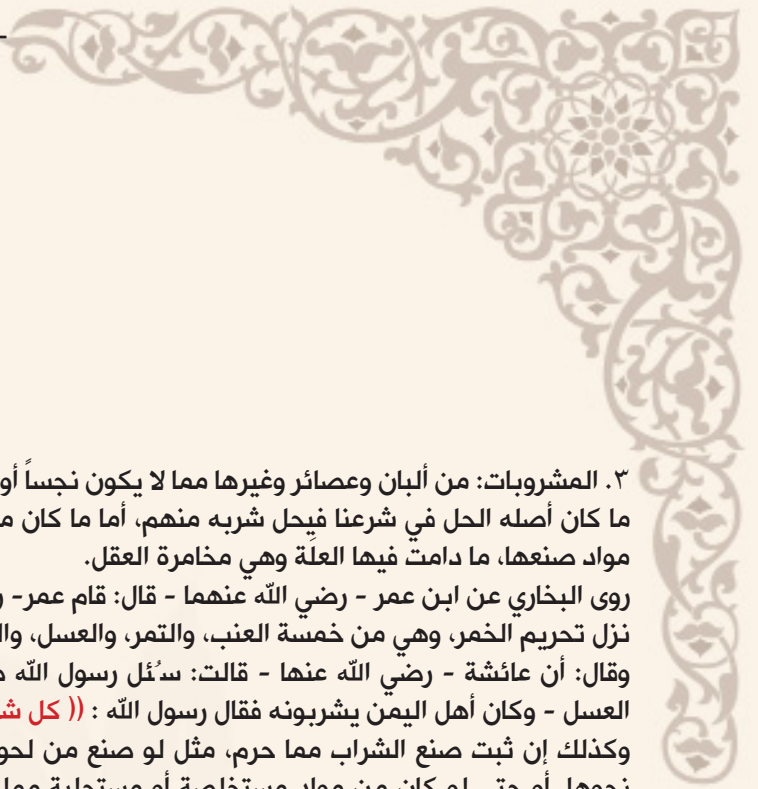 ٣. المشروبات: من ألبان وعصائر وغيرها مما لا يكون نجساً أو
ما كان أصله الحل في شرعنا فيحل شربه منهم، أما ما كان
مواد صنعها، ما دامت فيها العلَة وهي مخامرة العقل.
روى البخاري عن ابن عمر - رضي الله عنهما - قال: قام عمر-
نزل تحريم الخمر، وهي من خمسة العنب، والتمر، والعسل،
وقال: أن عائشة - رضي الله عنها - قالت: سُئل رسول الله
العسل - وكان أهل اليمن يشربونه فقال رسول الله : (( كل
وكذلك إن ثبت صنع الشراب مما حرم، مثل لو صنع من